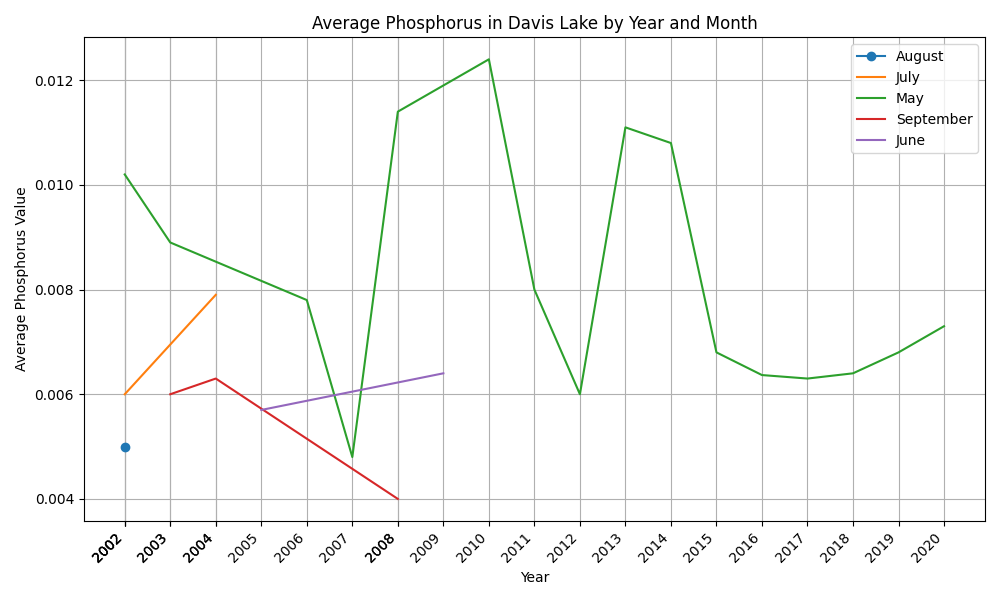 Average Phosphorus in Davis Lake by Year and Month
August
July
May
September
June
Average Phosphorus Value
0.012
0.010
0.008
0.006
0.004
2002 2003 2004 2005 2006 2007 2008 2009 2010 2011 2012 2013 2014 2015 2016 2017 2018 2019 2020
Year